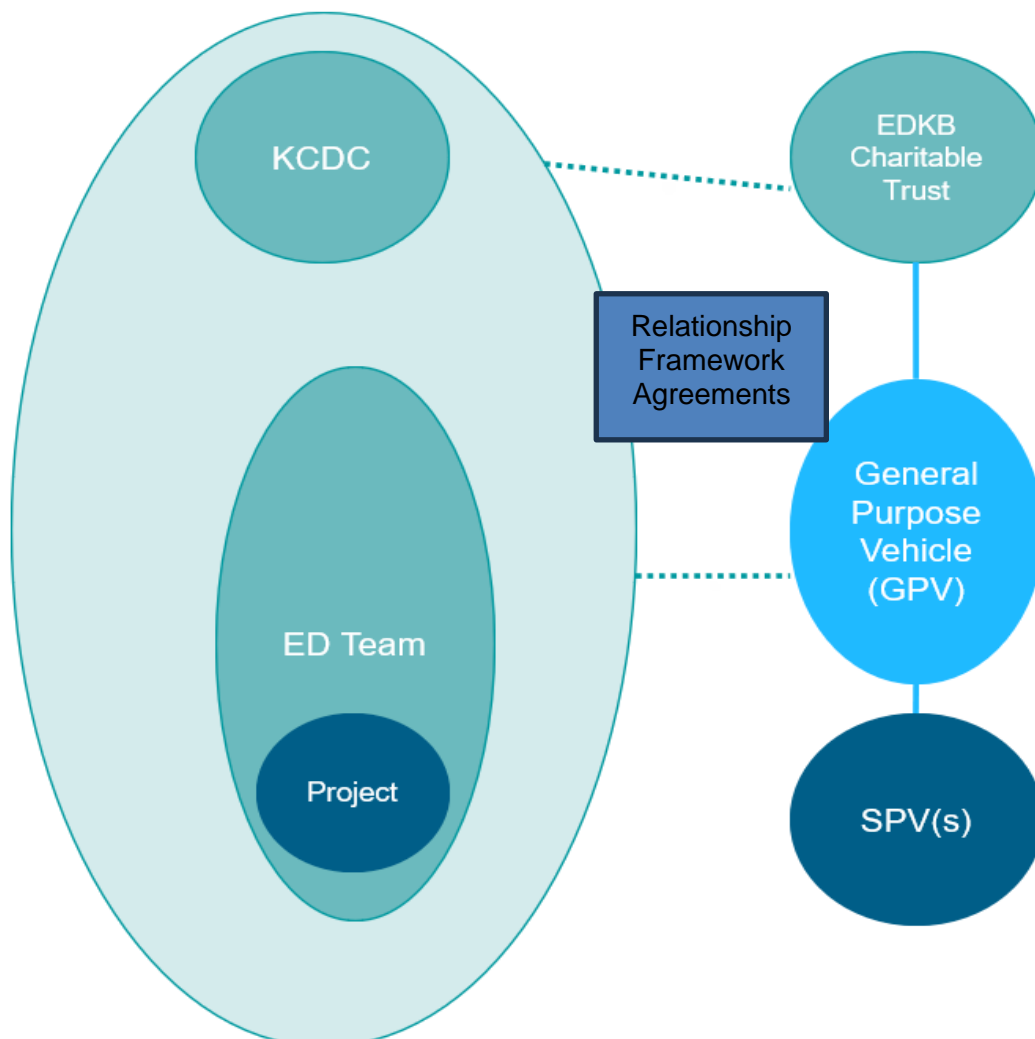 KCDC
EDKB
Charitable
Trust
Relationship
Framework
Agreements
General
Purpose
Vehicle
(GPV)
ED Team
Project
SPV(s)